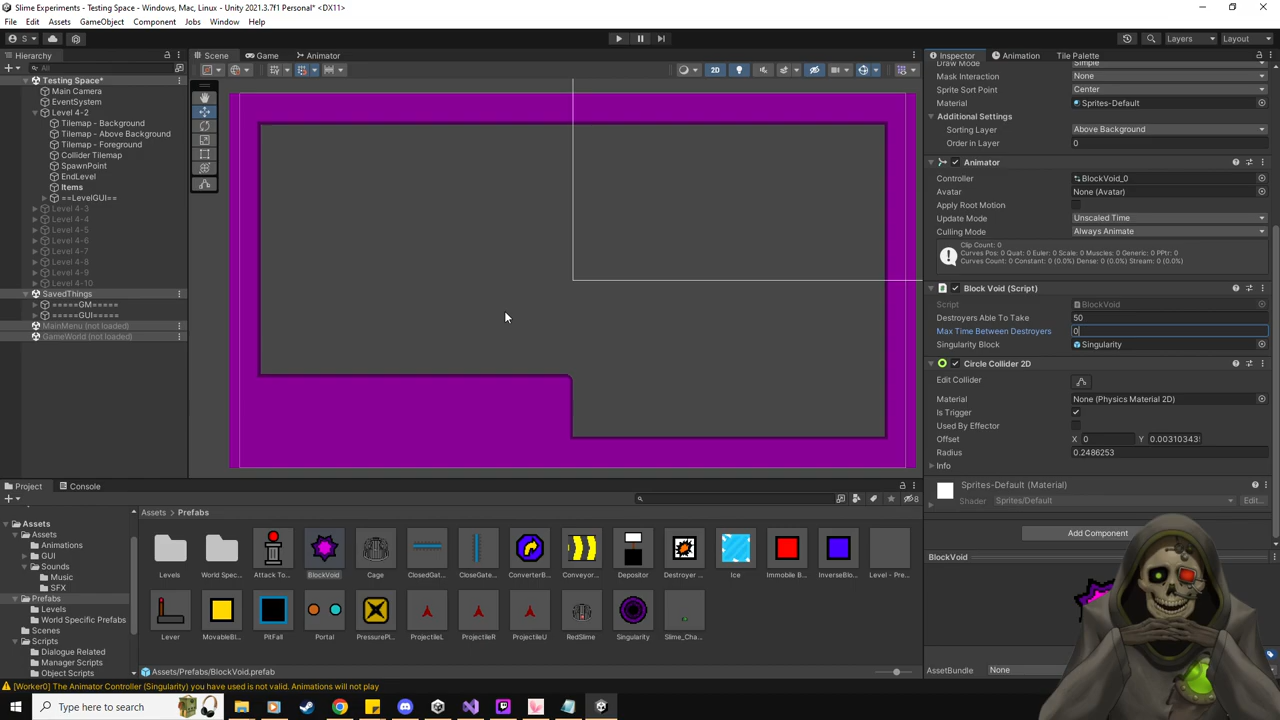 Slime Experiments - Testing Space - Windows, Mac, Linux - Unity 2021.3.7f1 Personal* <DX11>
File Edit Assets GameObject Component Jobs Window Help
S Layers Layout
Hierarchy
All
Testing Space*
Main Camera
EventSystem
Level 4-2
Tilemap - Background
Tilemap - Above Background
Tilemap - Foreground
Collider Tilemap
SpawnPoint
EndLevel
Items
==LevelGUI==
Level 4-3
Level 4-4
Level 4-5
Level 4-6
Level 4-7
Level 4-8
Level 4-9
Level 4-10
SavedThings
=====GM=====
=====GUI=====
MainMenu (not loaded)
GameWorld (not loaded)
Scene Game Animator
2D
Inspector Animation Tile Palette
Draw Mode Simple
Mask Interaction None
Sprite Sort Point Center
Material Sprites-Default
Additional Settings
Sorting Layer Above Background
Order in Layer 0
Animator
Controller BlockVoid_0
Avatar None (Avatar)
Apply Root Motion
Update Mode Unscaled Time
Culling Mode Always Animate
Clip Count: 0
Curves Pos: 0 Quat: 0 Euler: 0 Scale: 0 Muscles: 0 Generic: 0 PPtr: 0
Curves Count: 0 Constant: 0 (0.0%) Dense: 0 (0.0%) Stream: 0 (0.0%)
Block Void (Script)
Script BlockVoid
Destroyers Able To Take 50
Max Time Between Destroyers 0
Singularity Block Singularity
Circle Collider 2D
Edit Collider
Material None (Physics Material 2D)
Is Trigger
Used By Effector
Offset X 0 Y 0.0031034
Radius 0.2486253
Info
Sprites-Default (Material)
Shader Sprites/Default Edit...
Add Component
BlockVoid
AssetBundle None
Project Console
8
Assets
Assets
Animations
GUI
Sounds
Music
SFX
Prefabs
Levels
World Specific Prefabs
Scenes
Scripts
Dialogue Related
Manager Scripts
Object Scripts
Assets > Prefabs
Levels World Spec... Attack To... BlockVoid Cage ClosedGat... CloseGate... ConverterB... Conveyor... Depositor Destroyer ... Ice Immobile B... InverseBlo... Level - Pre...
Lever MovableBl... PitFall Portal PressurePl... ProjectileL ProjectileR ProjectileU RedSlime Singularity Slime_Cha...
Assets/Prefabs/BlockVoid.prefab
[Worker0] The Animator Controller (Singularity) you have used is not valid. Animations will not play
Type here to search